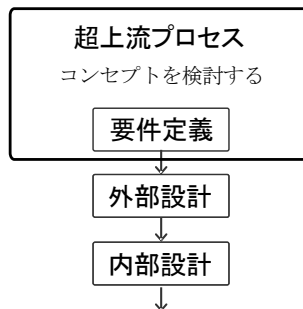 超上流プロセス
コンセプトを検討する
要件定義
外部設計
内部設計